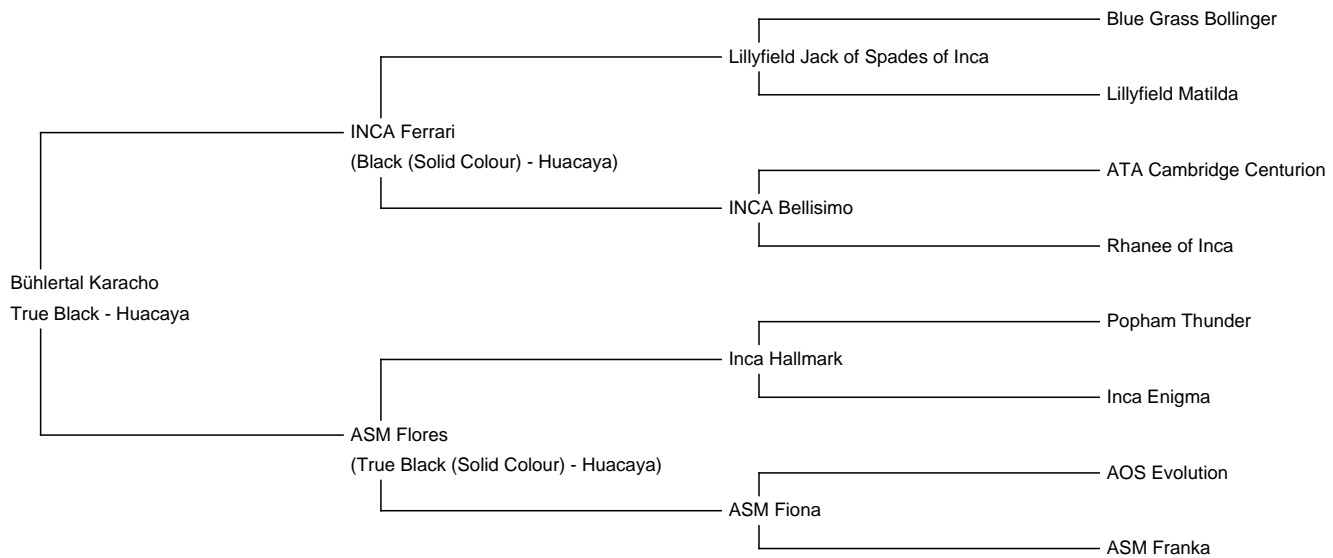 Blue Grass Bollinger
Lillyfield Jack of Spades of Inca
Lillyfield Matilda
INCA Ferrari
(Black (Solid Colour) - Huacaya)
ATA Cambridge Centurion
INCA Bellisimo
Rhanee of Inca
Bühlertal Karacho
True Black - Huacaya
Popham Thunder
Inca Hallmark
Inca Enigma
ASM Flores
(True Black (Solid Colour) - Huacaya)
AOS Evolution
ASM Fiona
ASM Franka